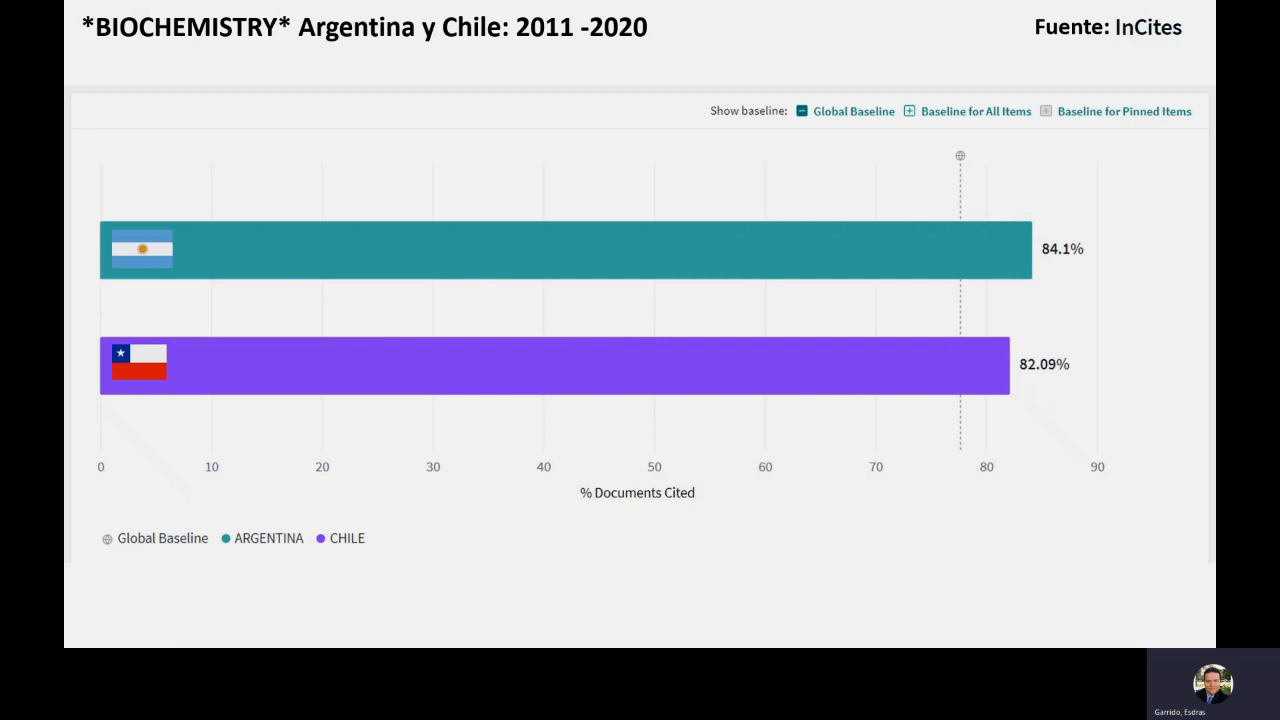 *BIOCHEMISTRY* Argentina y Chile: 2011 -2020
Fuente: InCites
Show baseline: Global Baseline Baseline for All Items Baseline for Pinned Items
84.1%
82.09%
0 10 20 30 40 50 60 70 80 90
% Documents Cited
Global Baseline ARGENTINA CHILE
Garrido, Esdras